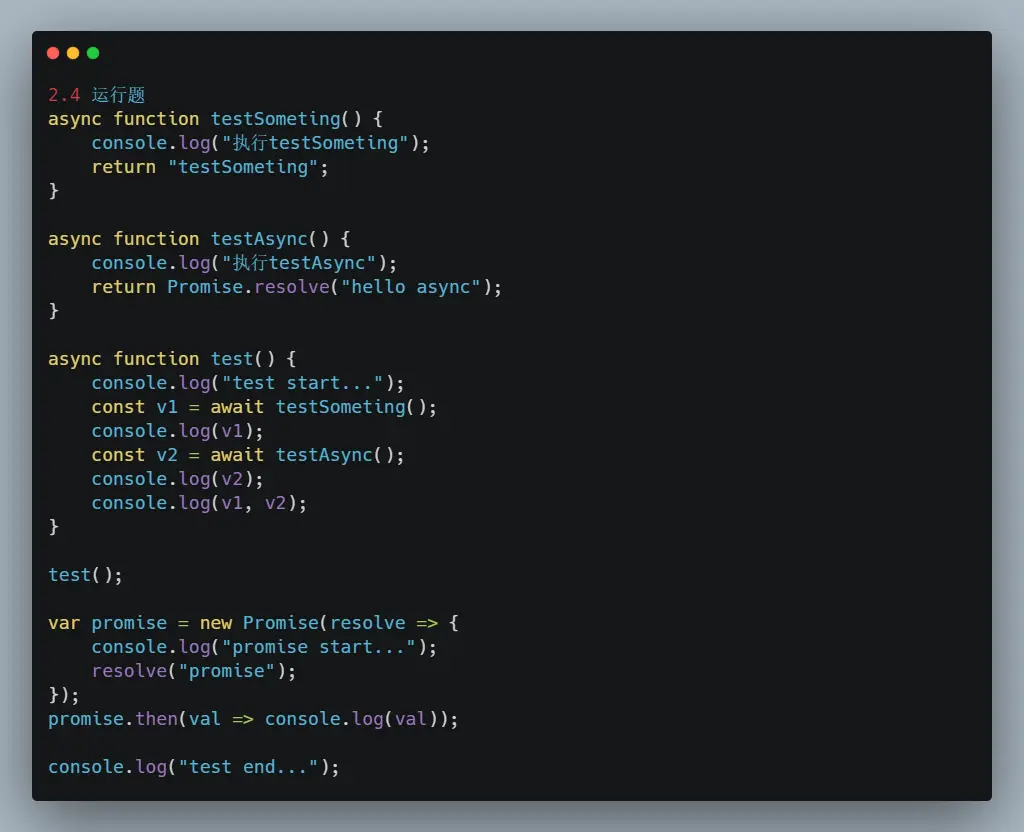 2.4 运行题
async function testSometing() {
    console.log("执行testSometing");
    return "testSometing";
}

async function testAsync() {
    console.log("执行testAsync");
    return Promise.resolve("hello async");
}

async function test() {
    console.log("test start...");
    const v1 = await testSometing();
    console.log(v1);
    const v2 = await testAsync();
    console.log(v2);
    console.log(v1, v2);
}

test();

var promise = new Promise(resolve => {
    console.log("promise start...");
    resolve("promise");
});
promise.then(val => console.log(val));

console.log("test end...");